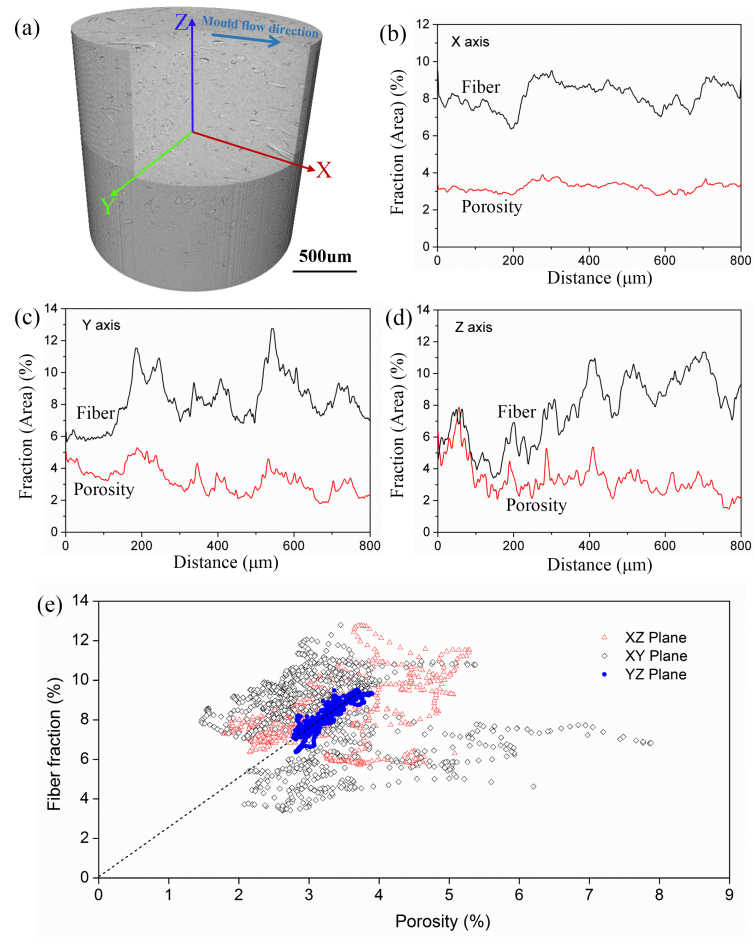 (a)
Z
Mould flow direction
X
Y
500um
(b)
X axis
Fiber
Porosity
Fraction (Area) (%)
12
10
8
6
4
2
0
0 200 400 600 800
Distance (μm)
(c)
Y axis
Fiber
Porosity
Fraction (Area) (%)
14
12
10
8
6
4
2
0
0 200 400 600 800
Distance (μm)
(d)
Z axis
Fiber
Porosity
Fraction (Area) (%)
14
12
10
8
6
4
2
0
0 200 400 600 800
Distance (μm)
(e)
XZ Plane
XY Plane
YZ Plane
Fiber fraction (%)
14
12
10
8
6
4
2
0
0 1 2 3 4 5 6 7 8 9
Porosity (%)